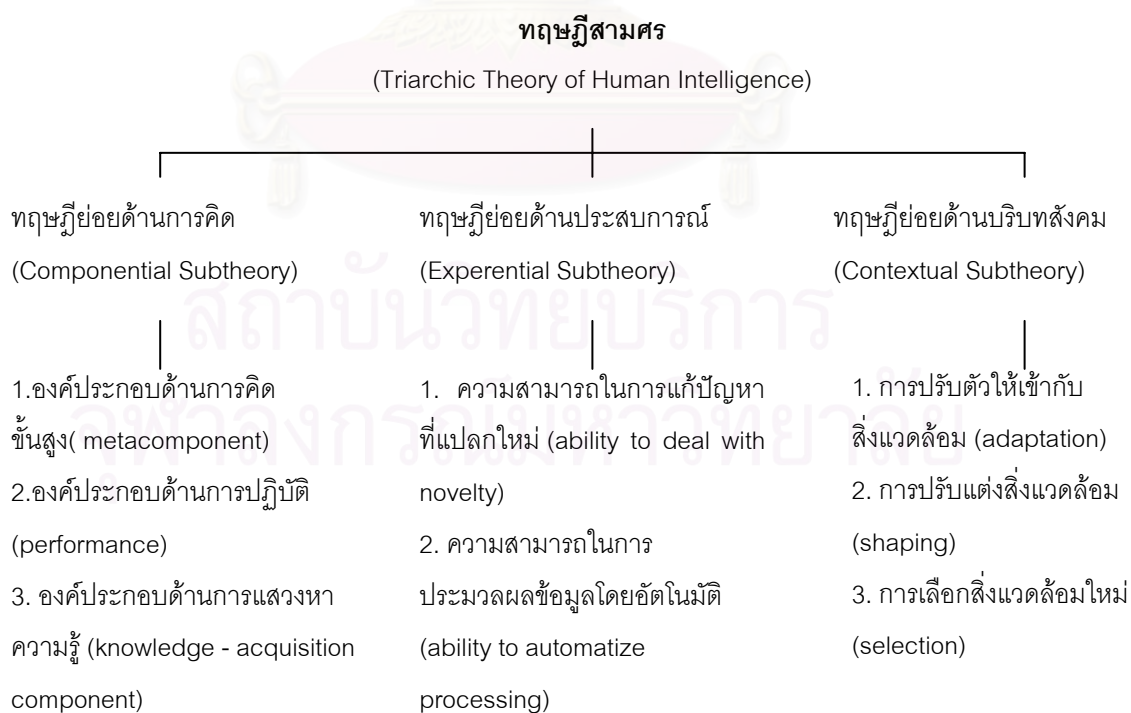 ทฤษฎีสามศร
(Triarchic Theory of Human Intelligence)
ทฤษฎีย่อยด้านการคิด
(Componential Subtheory)
1.องค์ประกอบด้านการคิด
ขั้นสูง( metacomponent)
2.องค์ประกอบด้านการปฏิบัติ
(performance)
3. องค์ประกอบด้านการแสวงหา
ความรู้ (knowledge - acquisition
component)
ทฤษฎีย่อยด้านประสบการณ์
(Experential Subtheory)
1. ความสามารถในการแก้ปัญหา
ที่แปลกใหม่ (ability to deal with
novelty)
2. ความสามารถในการ
ประมวลผลข้อมูลโดยอัตโนมัติ
(ability to automatize
processing)
ทฤษฎีย่อยด้านบริบทสังคม
(Contextual Subtheory)
1. การปรับตัวให้เข้ากับ
สิ่งแวดล้อม (adaptation)
2. การปรับแต่งสิ่งแวดล้อม
(shaping)
3. การเลือกสิ่งแวดล้อมใหม่
(selection)
สถาบันวิทยบริการ
จุฬาลงกรณ์มหาวิทยาลัย